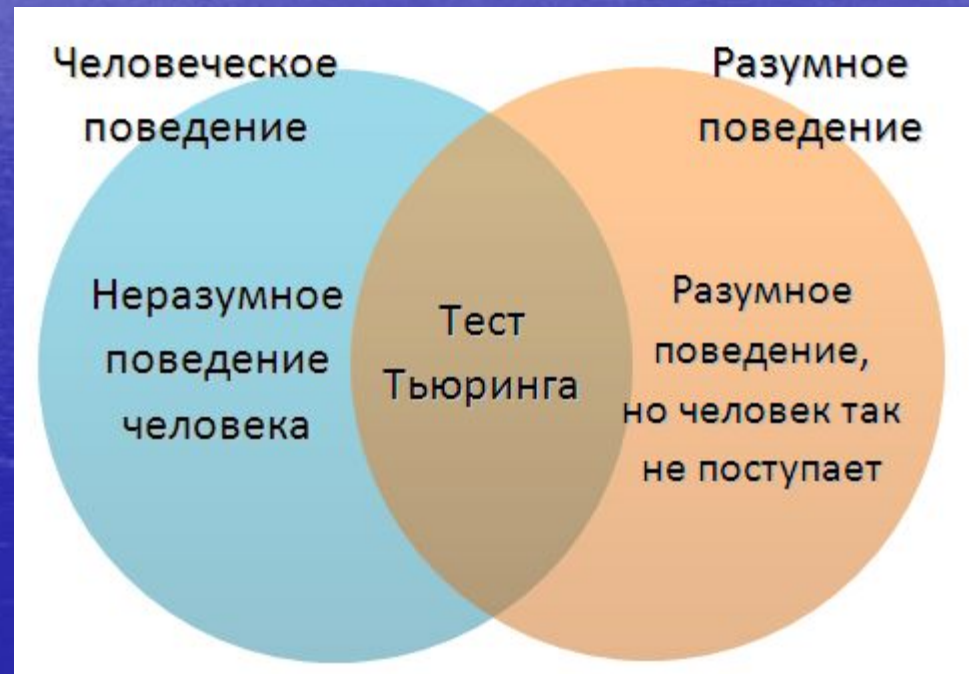 Человеческое
поведение
Разумное
поведение
Неразумное
поведение
человека
Тест
Тьюринга
Разумное
поведение,
но человек так
не поступает